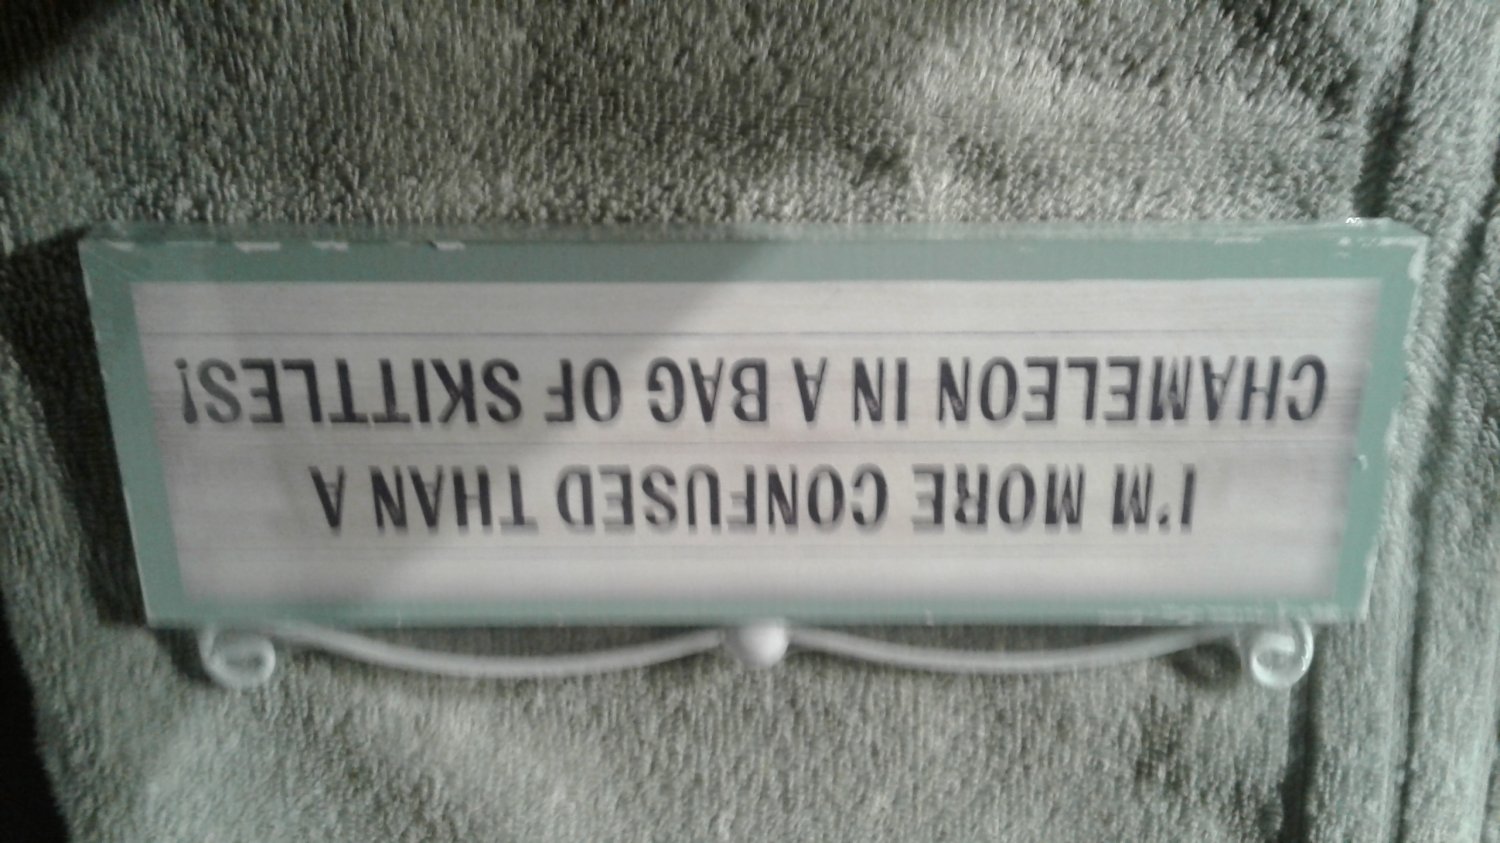 I'M MORE CONFUSED THAN A
CHAMELEON IN A BAG OF SKITTLES!